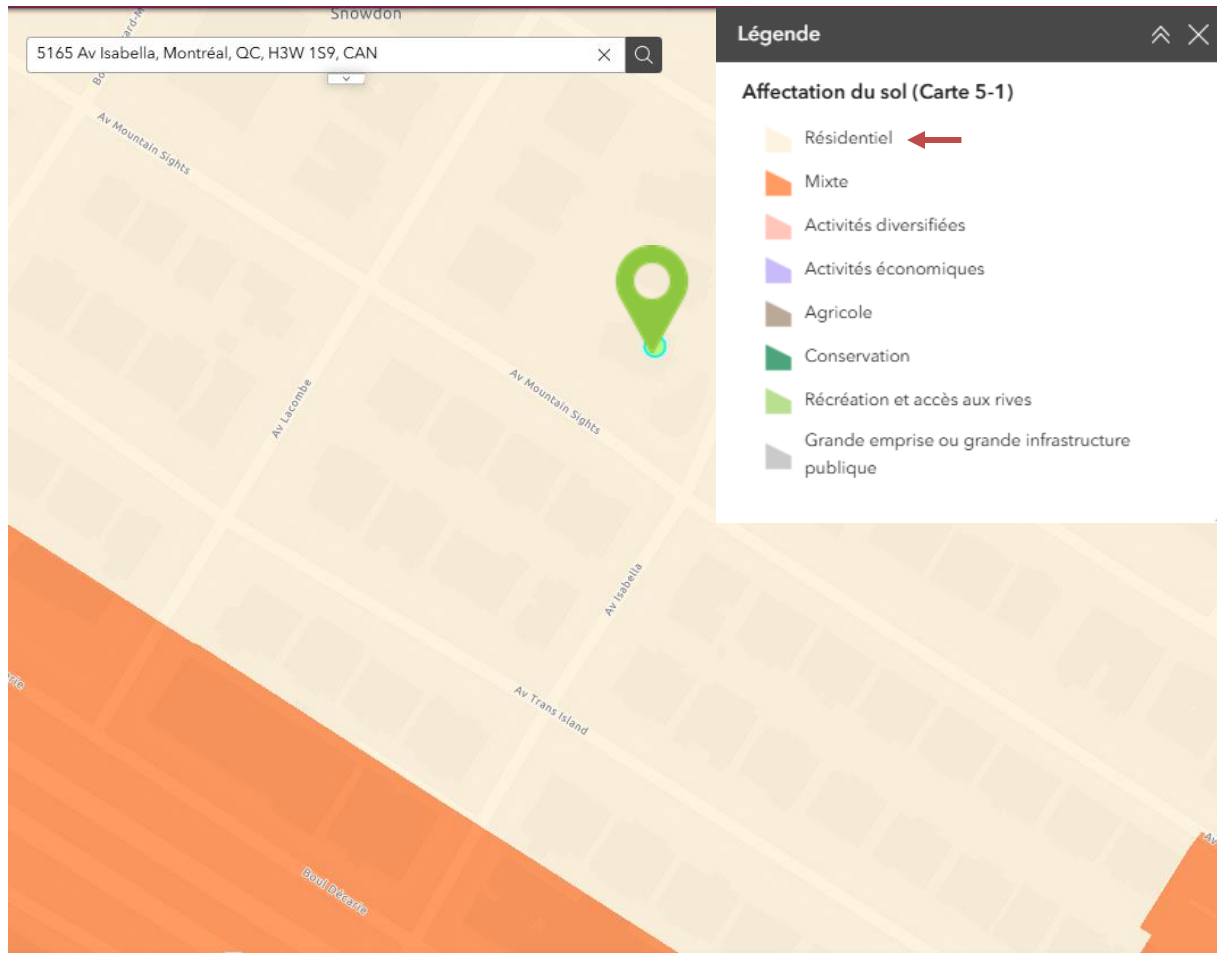 Snowdon
5165 Av Isabella, Montréal, QC, H3W 1S9, CAN
Av Mountain Sights
Av Lacombe
Av Mountain Sights
Av Isabella
Av Trans Island
Boul Décarie
Av
Légende
Affectation du sol (Carte 5-1)
Résidentiel
Mixte
Activités diversifiées
Activités économiques
Agricole
Conservation
Récréation et accès aux rives
Grande emprise ou grande infrastructure
publique